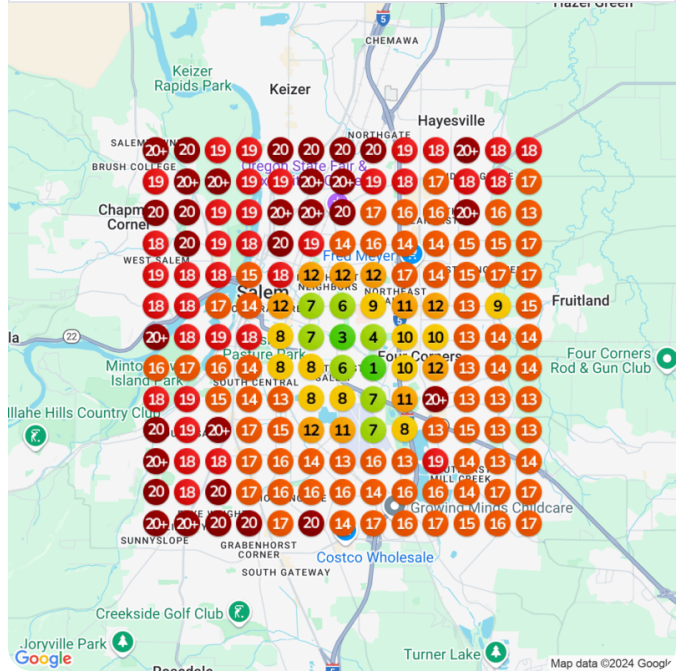 Hazel Green
5
CHEMAWA
Keizer
Rapids Park
Keizer
Hayesville
NORTHGATE
20+ 20 19 19 20 20 20 20 19 18 20+ 18 18
BRUSH COLLEGE
Oregon State Fair &
19 20+ 20+ 19 19 20+ 20+ 19 18 17 18 18 17
20 20 19 19 20+ 20+ 20 17 16 16 20+ 16 13
Corner
18 20 19 18 20 19 14 16 14 14 15 15 17
Fred Meyer
WEST SALEM
19 18 18 15 18 12 12 12 17 14 15 17 17
NEIGHBORS
NORTHEAST
Salem
18 18 17 14 12 7 6 9 11 12 13 9 15
Fruitland
22
20+ 18 19 18 8 7 3 4 10 10 13 14 14
Pasture Park
Four Corners
Four Corners
Rod & Gun Club
Island Park
16 17 16 14 8 8 6 1 10 12 13 14 14
SOUTH CENTRAL
18 19 15 14 13 8 8 7 11 20+ 13 13 13
Illahe Hills Country Club
20 19 20+ 17 15 12 11 7 8 13 15 13 13
20+ 18 18 17 16 14 13 16 13 19 14 13 14
MILL CREEK
20 18 20 17 16 16 16 14 16 16 14 17 17
Growing Minds Childcare
20+ 20+ 20 20 17 20 14 17 16 17 15 16 17
SUNNYSLOPE
GRABENHORST
CORNER
Costco Wholesale
SOUTH GATEWAY
Creekside Golf Club
Joryville Park
Turner Lake
Google
Rosedale
5
Map data ©2024 Google